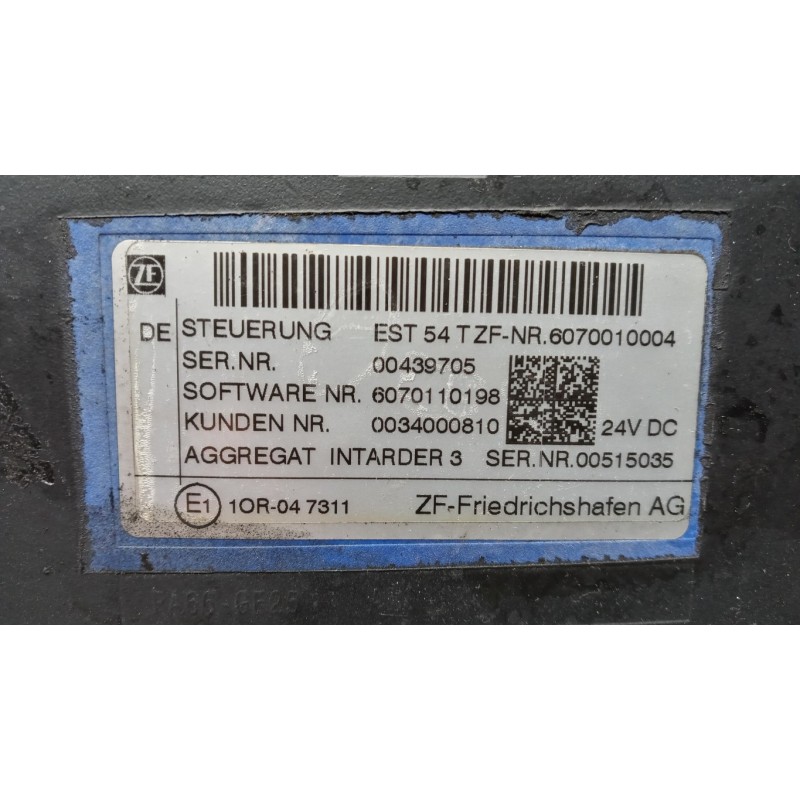 ZF
DE STEUERUNG EST 54 T ZF-NR.6070010004
SER.NR. 00439705
SOFTWARE NR. 6070110198
KUNDEN NR. 0034000810 24V DC
AGGREGAT INTARDER 3 SER.NR.00515035
E1 10R-04 7311 ZF-Friedrichshafen AG